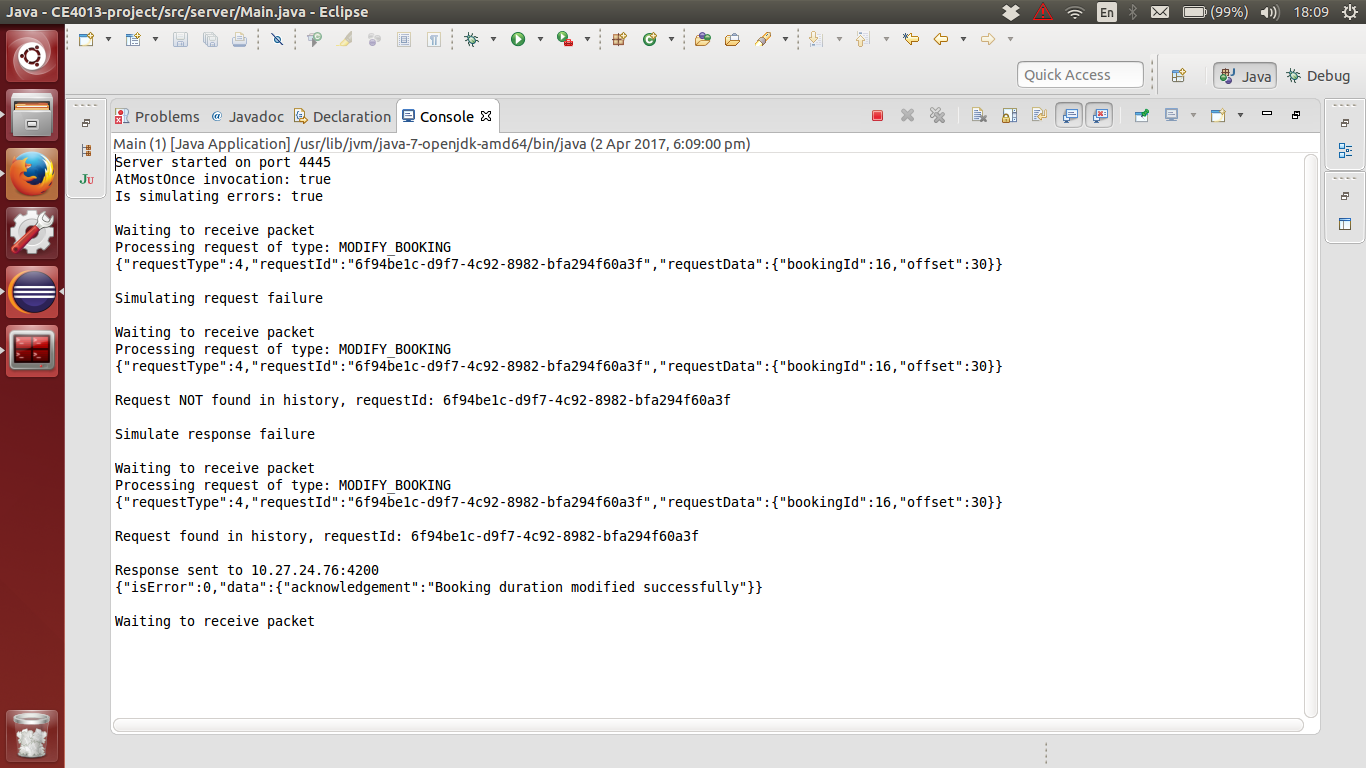 Java - CE4013-project/src/server/Main.java - Eclipse
En
(99%)
18:09
Quick Access
Java
Debug
Problems
@ Javadoc
Declaration
Console
Main (1) [Java Application] /usr/lib/jvm/java-7-openjdk-amd64/bin/java (2 Apr 2017, 6:09:00 pm)
JU
Server started on port 4445
AtMostOnce invocation: true
Is simulating errors: true
Waiting to receive packet
Processing request of type: MODIFY_BOOKING
{"requestType":4,"requestId":"6f94be1c-d9f7-4c92-8982-bfa294f60a3f","requestData":{"bookingId":16,"offset":30}}
Simulating request failure
Waiting to receive packet
Processing request of type: MODIFY_BOOKING
{"requestType":4,"requestId":"6f94be1c-d9f7-4c92-8982-bfa294f60a3f","requestData":{"bookingId":16,"offset":30}}
Request NOT found in history, requestId: 6f94be1c-d9f7-4c92-8982-bfa294f60a3f
Simulate response failure
Waiting to receive packet
Processing request of type: MODIFY_BOOKING
{"requestType":4,"requestId":"6f94be1c-d9f7-4c92-8982-bfa294f60a3f","requestData":{"bookingId":16,"offset":30}}
Request found in history, requestId: 6f94be1c-d9f7-4c92-8982-bfa294f60a3f
Response sent to 10.27.24.76:4200
{"isError":0,"data":{"acknowledgement":"Booking duration modified successfully"}}
Waiting to receive packet